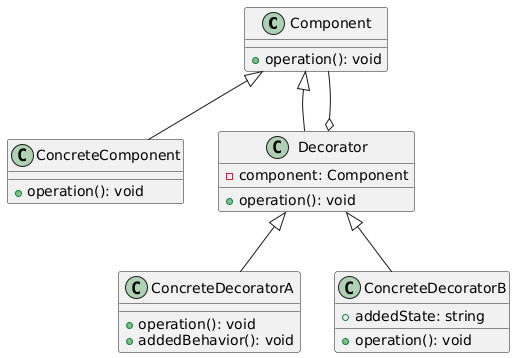 C Component
operation(): void
C ConcreteComponent
operation(): void
C Decorator
component: Component
operation(): void
C ConcreteDecoratorA
operation(): void
addedBehavior(): void
C ConcreteDecoratorB
addedState: string
operation(): void